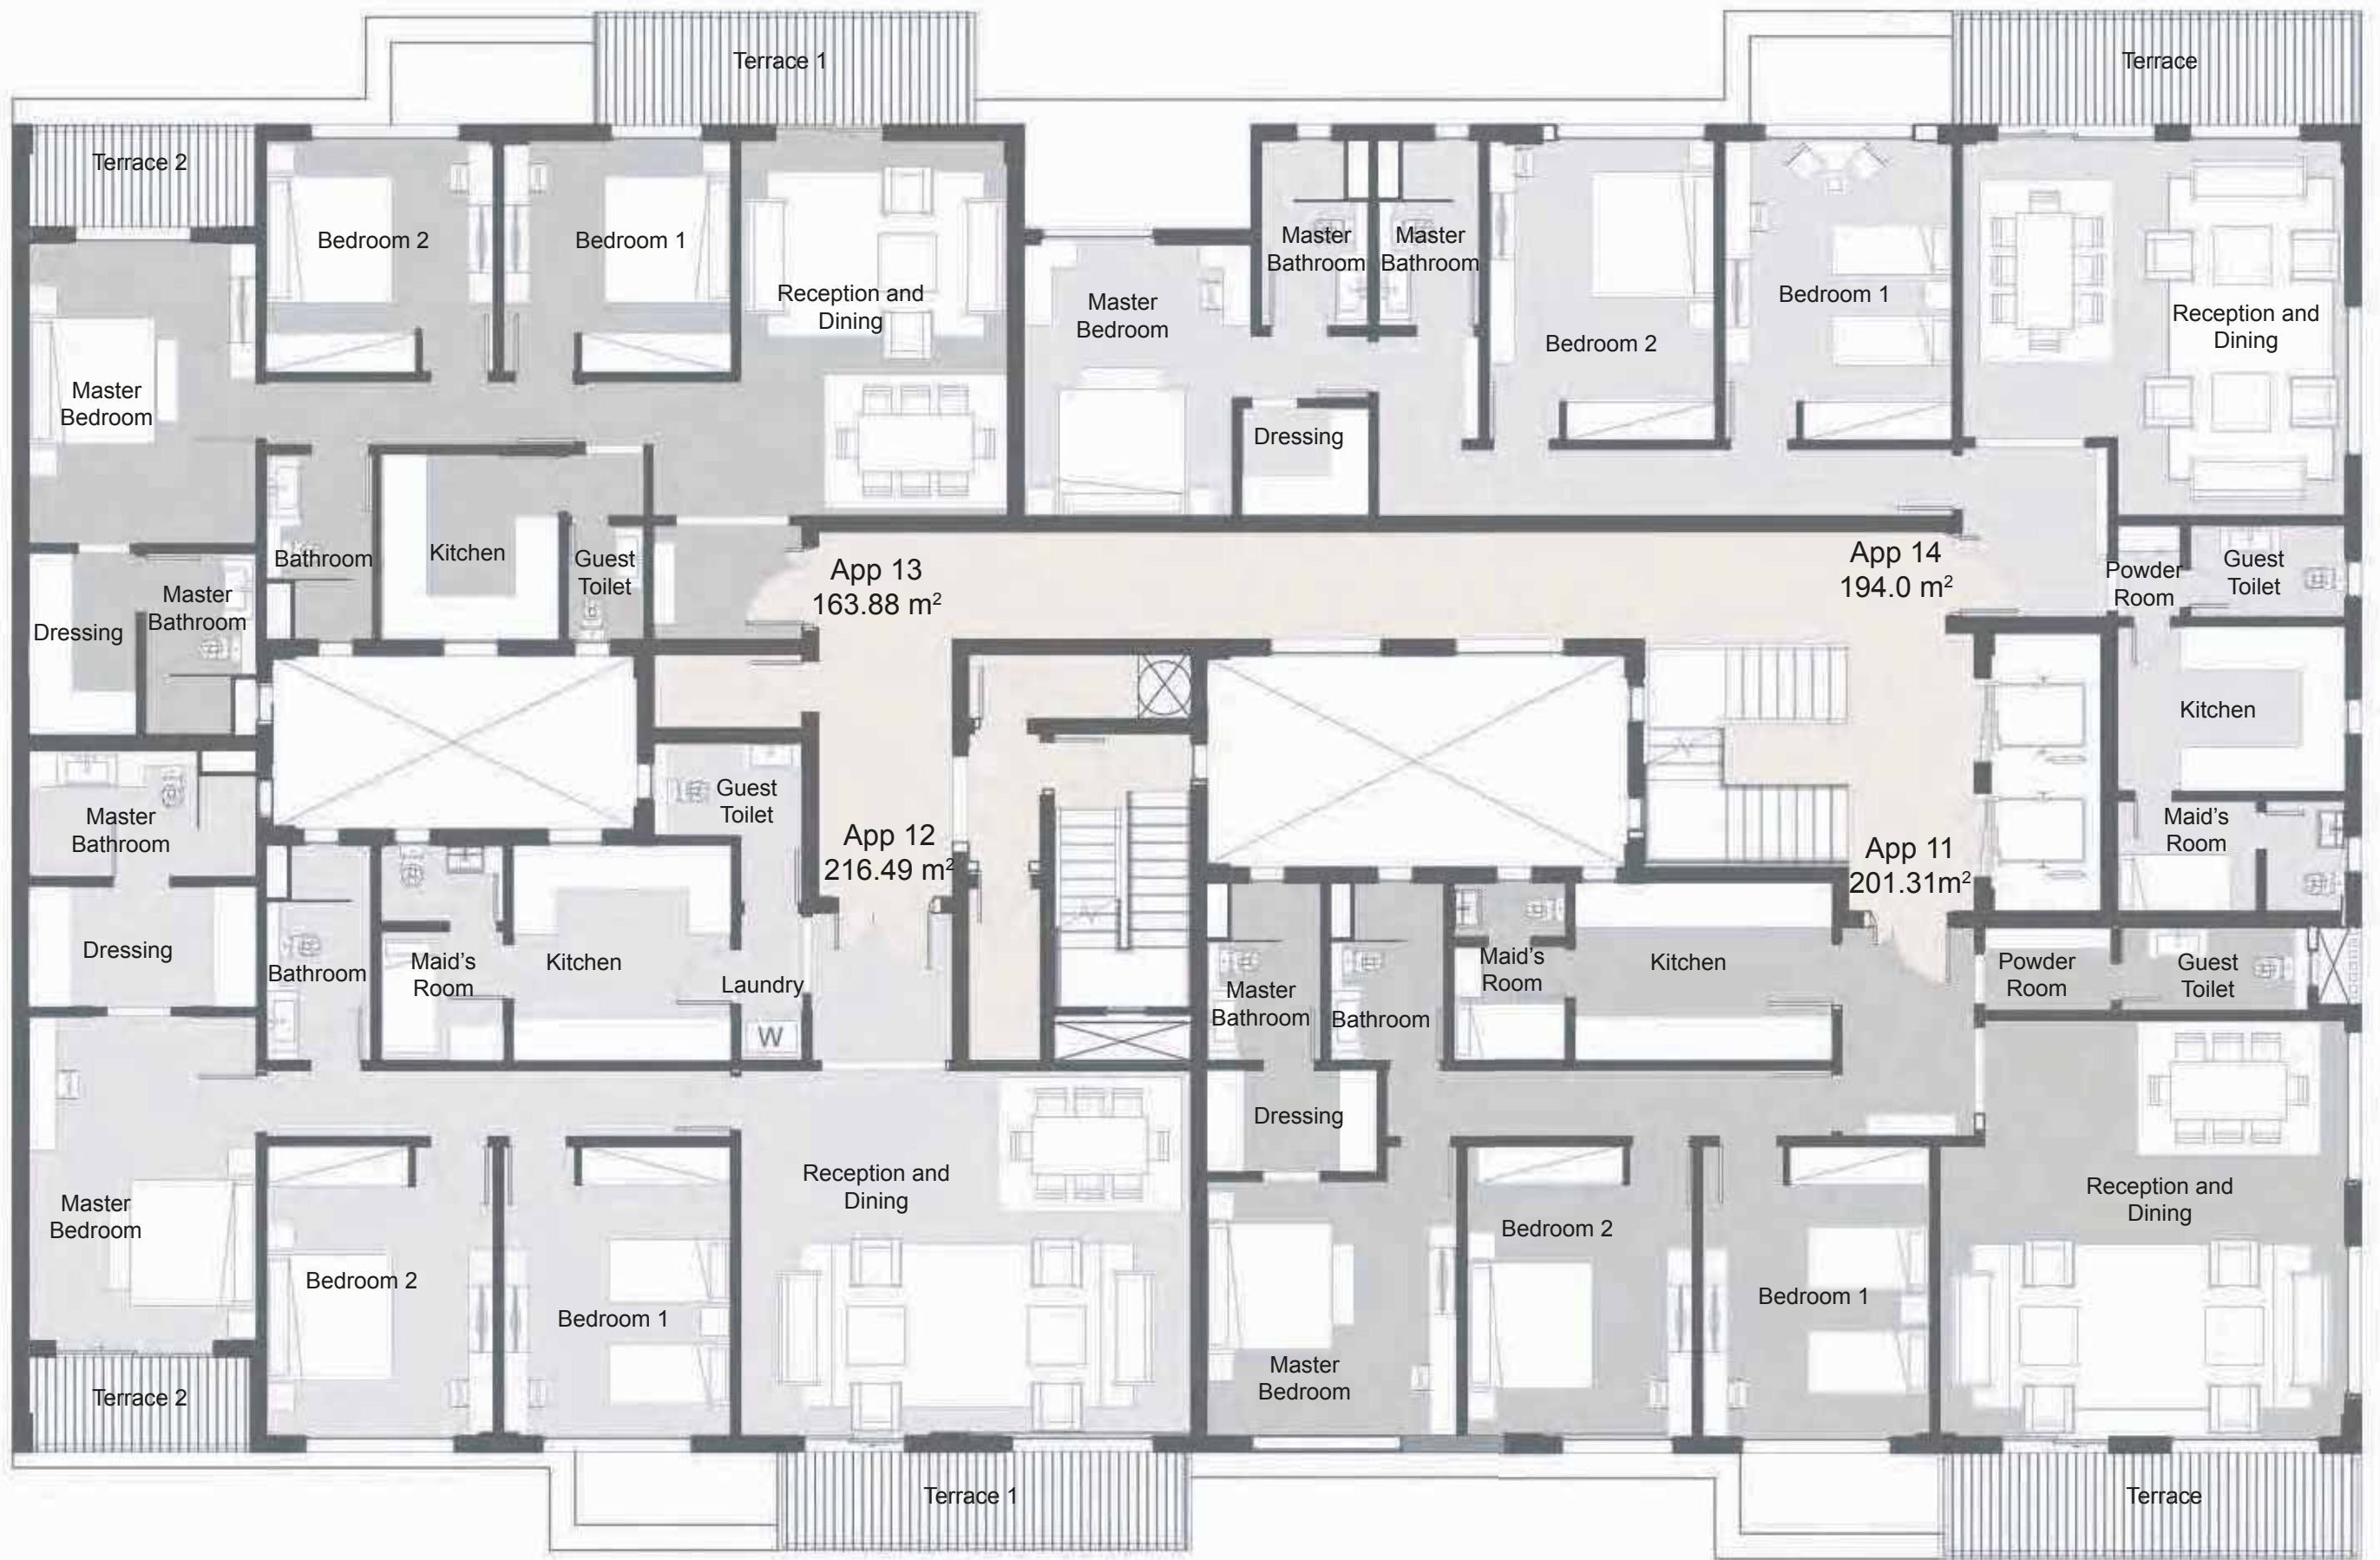 Terrace 1
Terrace
Terrace 2
Bedroom 2
Bedroom 1
Reception and
Dining
Master
Bedroom
Master
Bathroom
Master
Bathroom
Bedroom 2
Bedroom 1
Reception and
Dining
Master
Bedroom
Dressing
Bathroom
Kitchen
Guest
Toilet
Master
Bathroom
Dressing
App 13
163.88 m²
App 14
194.0 m²
Powder
Room
Guest
Toilet
Kitchen
Maid's
Room
Master
Bathroom
Guest
Toilet
App 12
216.49 m²
App 11
201.31m²
Dressing
Bathroom
Maid's
Room
Kitchen
Laundry
W
Master
Bathroom
Bathroom
Maid's
Room
Kitchen
Powder
Room
Guest
Toilet
Dressing
Master
Bedroom
Bedroom 2
Bedroom 1
Reception and
Dining
Master
Bedroom
Bedroom 2
Bedroom 1
Reception and
Dining
Terrace 2
Terrace 1
Terrace